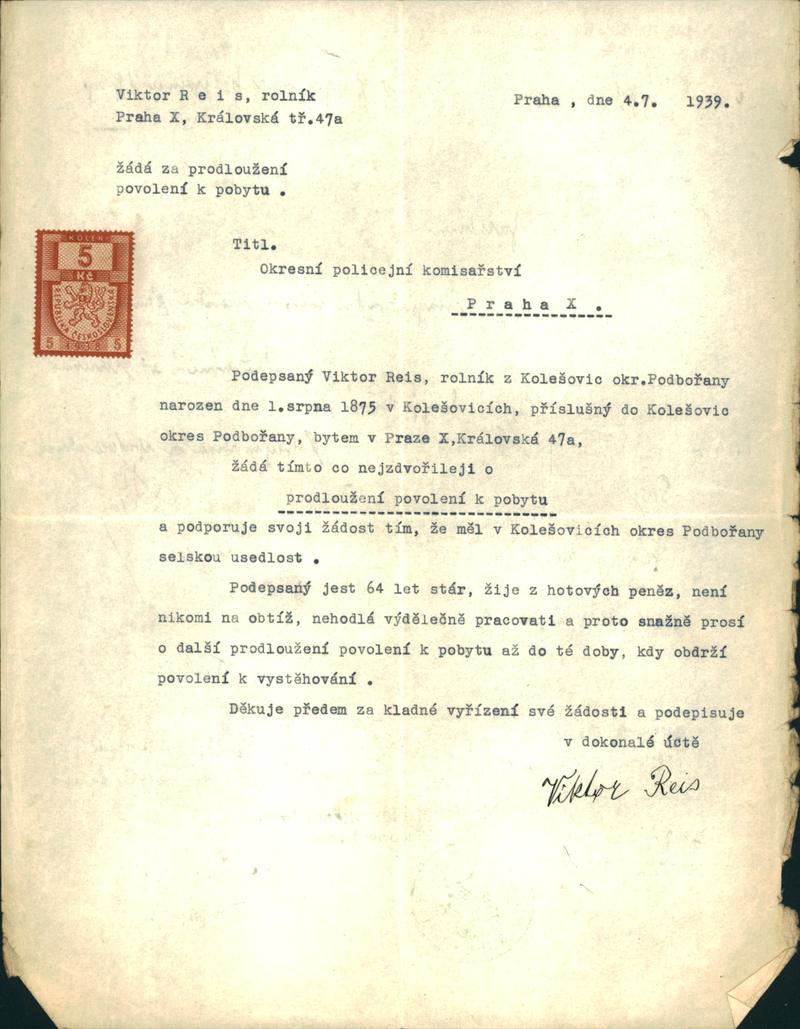 Viktor R e i s, rolník
Praha X, Královská tř.47a
Praha , dne 4.7. 1939.
žádá za prodloužení
povolení k pobytu .
KOLEK
5
Kč
REPUBLIKA ČESKOSLOVENSKÁ
5 5
Titl.
Okresní policejní komisařství
P r a h a X .
Podepsaný Viktor Reis, rolník z Kolešovic okr.Podbořany
narozen dne 1.srpna 1875 v Kolešovicích, příslušný do Kolešovic
okres Podbořany, bytem v Praze X,Královská 47a,
žádá tímto co nejzdvořileji o
prodloužení povolení k pobytu
a podporuje svoji žádost tím, že měl v Kolešovicích okres Podbořany
selskou usedlost .
Podepsaný jest 64 let stár, žije z hotových peněz, není
nikomi na obtíž, nehodlá výdělečně pracovati a proto snažně prosí
o další prodloužení povolení k pobytu až do té doby, kdy obdrží
povolení k vystěhování .
Děkuje předem za kladné vyřízení své žádosti a podepisuje
v dokonalé úctě
Viktor Reis